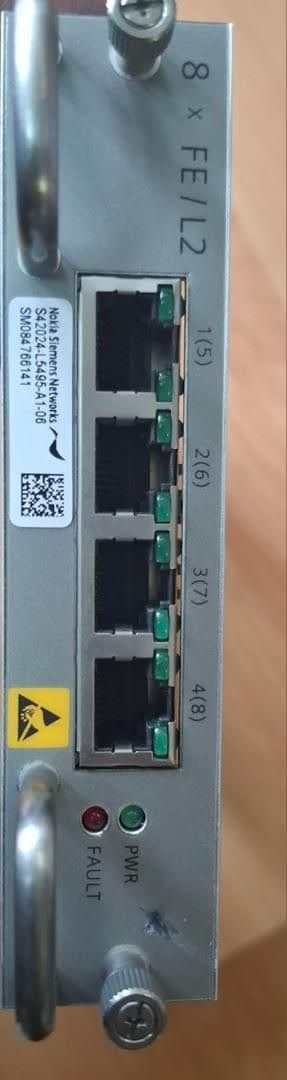 8 x FE/L2
1(5)
2(6)
3(7)
4(8)
Nokia Siemens Networks
S42024-L5495-A1-06
SM084766141
PWR
FAULT